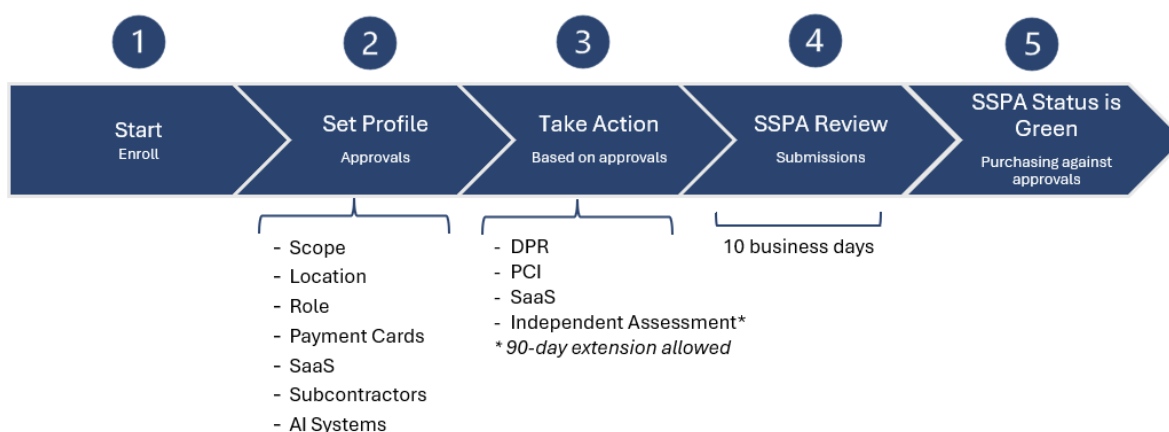 1
2
3
4
5
Start
Enroll
Set Profile
Approvals
Take Action
Based on approvals
SSPA Review
Submissions
SSPA Status is
Green
Purchasing against
approvals
- Scope
- Location
- Role
- Payment Cards
- SaaS
- Subcontractors
- AI Systems
- DPR
- PCI
- SaaS
- Independent Assessment*
* 90-day extension allowed
10 business days